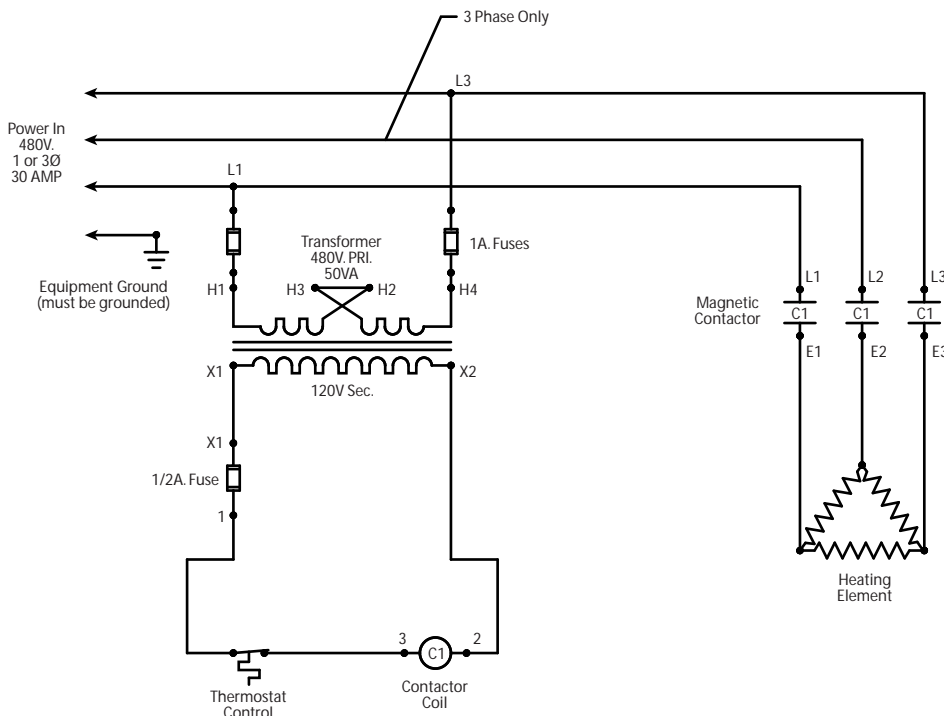 3 Phase Only
L3
Power In
480V.
1 or 3Ø
30 AMP
L1
Transformer
480V. PRI.
50VA
1A. Fuses
Equipment Ground
(must be grounded)
H1
H3
H2
H4
L1
L2
L3
Magnetic
Contactor
C1
C1
C1
E1
E2
E3
X1
X2
120V Sec.
X1
1/2A. Fuse
1
Heating
Element
3
C1
2
Thermostat
Control
Contactor
Coil